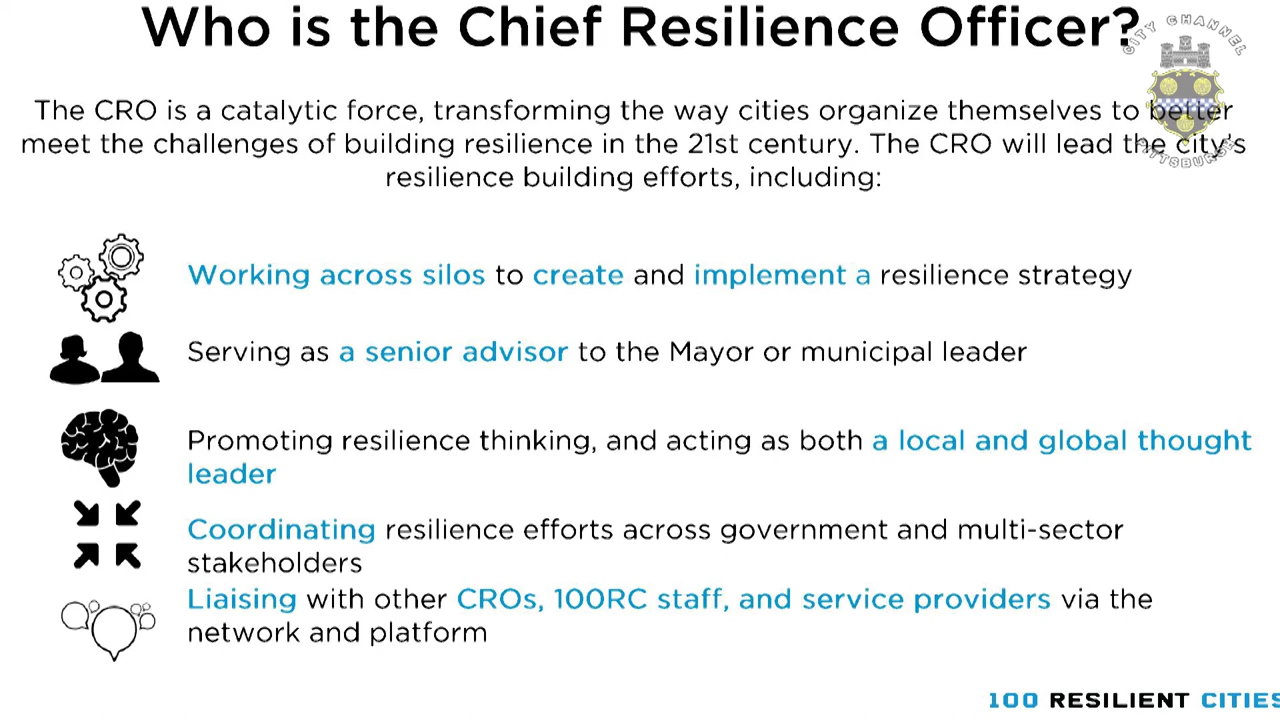 Who is the Chief Resilience Officer?
CITY CHANNEL
PITTSBURGH
The CRO is a catalytic force, transforming the way cities organize themselves to better
meet the challenges of building resilience in the 21st century. The CRO will lead the city's
resilience building efforts, including:
Working across silos to create and implement a resilience strategy
Serving as a senior advisor to the Mayor or municipal leader
Promoting resilience thinking, and acting as both a local and global thought
leader
Coordinating resilience efforts across government and multi-sector
stakeholders
Liaising with other CROs, 100RC staff, and service providers via the
network and platform
100 RESILIENT CITIES